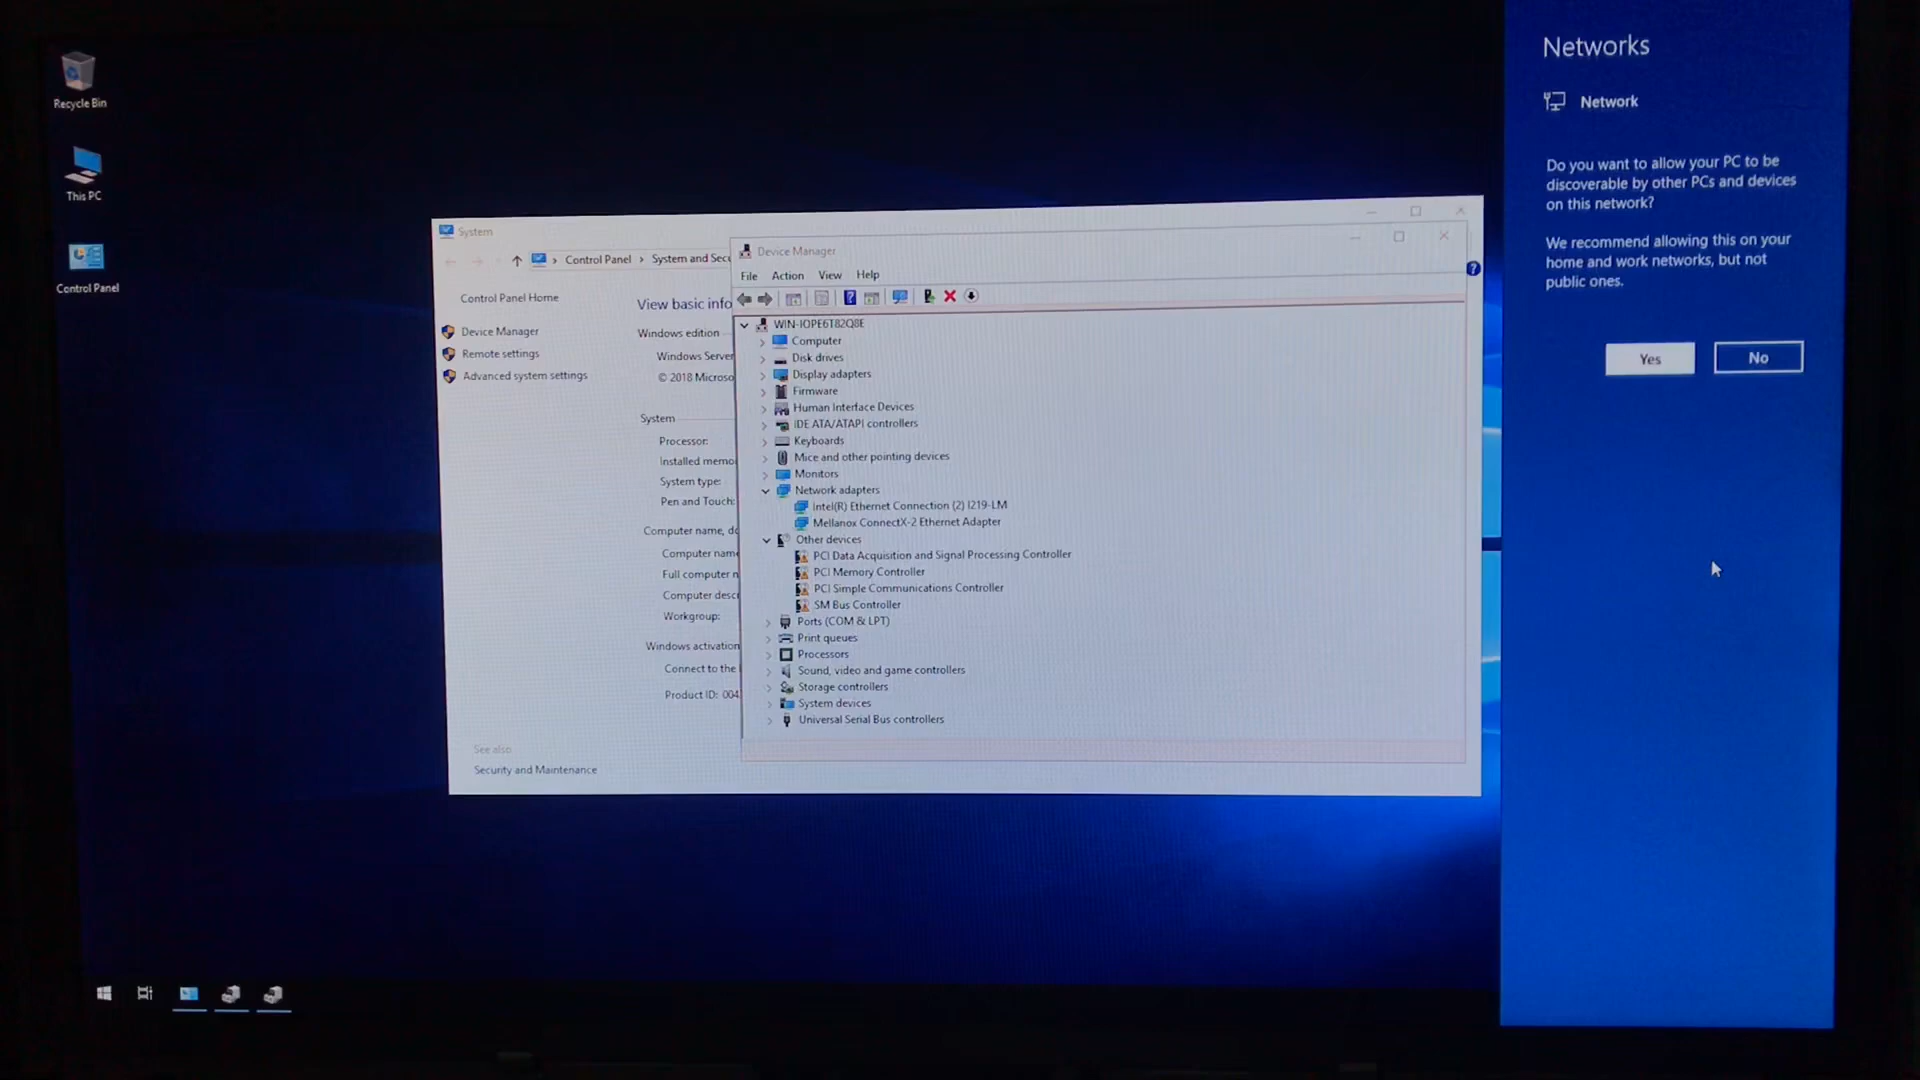 Recycle Bin
This PC
Control Panel
System
Control Panel
System and Secu
Control Panel Home
Device Manager
Remote settings
Advanced system settings
View basic info
Windows edition
Windows Server
© 2018 Microso
System
Processor:
Installed memo
System type:
Pen and Touch:
Computer name, do
Computer name
Full computer n
Computer descr
Workgroup:
Windows activation
Connect to the
Product ID: 004
See also
Security and Maintenance
Device Manager
File Action View Help
WIN-IOPE6T82Q8E
Computer
Disk drives
Display adapters
Firmware
Human Interface Devices
IDE ATA/ATAPI controllers
Keyboards
Mice and other pointing devices
Monitors
Network adapters
Intel(R) Ethernet Connection (2) I219-LM
Mellanox ConnectX-2 Ethernet Adapter
Other devices
PCI Data Acquisition and Signal Processing Controller
PCI Memory Controller
PCI Simple Communications Controller
SM Bus Controller
Ports (COM & LPT)
Print queues
Processors
Sound, video and game controllers
Storage controllers
System devices
Universal Serial Bus controllers
Networks
Network
Do you want to allow your PC to be
discoverable by other PCs and devices
on this network?
We recommend allowing this on your
home and work networks, but not
public ones.
Yes
No